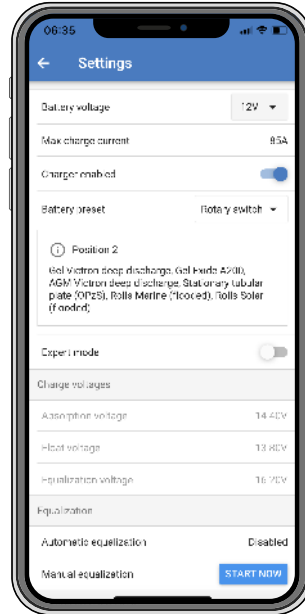 06:35
Settings
Battery voltage 12V
Max charge current 85A
Charger enabled
Battery preset Rotary switch
Position 2
Gel Victron deep discharge, Gel Exide A200,
AGM Victron deep discharge, Stationary tubular
plate (OPzS), Rolls Marine (flooded), Rolls Solar
(flooded)
Expert mode
Charge voltages
Absorption voltage 14.40V
Float voltage 13.80V
Equalization voltage 16.20V
Equalization
Automatic equalization Disabled
Manual equalization START NOW